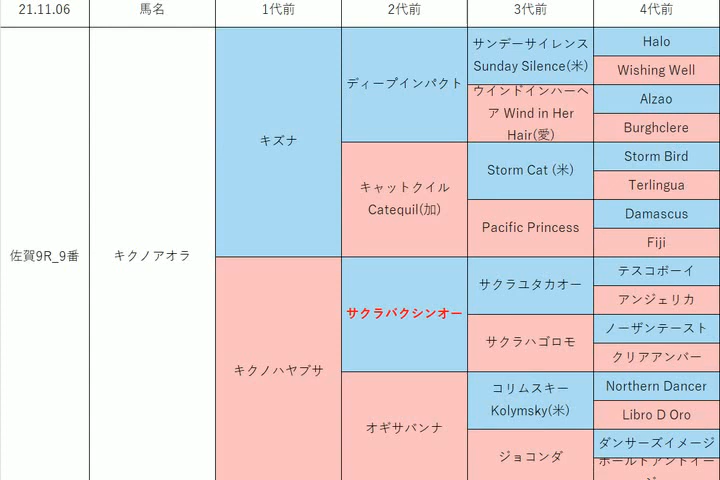 21.11.06 馬名 1代前 2代前 3代前 4代前
佐賀9R_9番
キクノアオラ
キズナ
キクノハヤブサ
ディープインパクト
キャットクイル
Catequil(加)
サクラバクシンオー
オギサバンナ
サンデーサイレンス
Sunday Silence(米)
ウインドインハーヘ
ア Wind in Her
Hair(愛)
Storm Cat (米)
Pacific Princess
サクラユタカオー
サクラハゴロモ
コリムスキー
Kolymsky(米)
ジョコンダ
Halo
Wishing Well
Alzao
Burghclere
Storm Bird
Terlingua
Damascus
Fiji
テスコボーイ
アンジェリカ
ノーザンテースト
クリアアンバー
Northern Dancer
Libro D Oro
ダンサーズイメージ
ホールドアンドイー